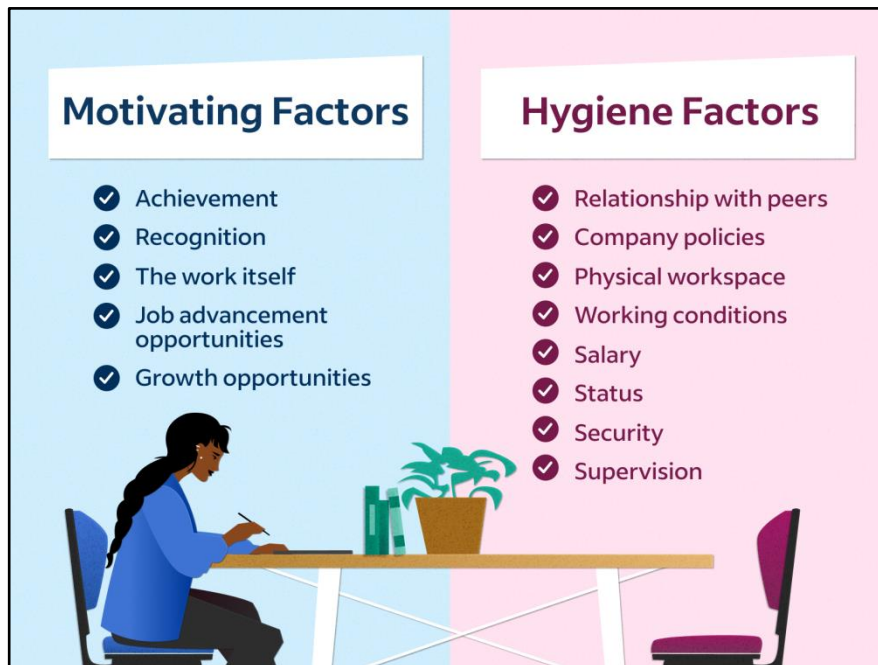 Motivating Factors
Achievement
Recognition
The work itself
Job advancement
opportunities
Growth opportunities
Hygiene Factors
Relationship with peers
Company policies
Physical workspace
Working conditions
Salary
Status
Security
Supervision